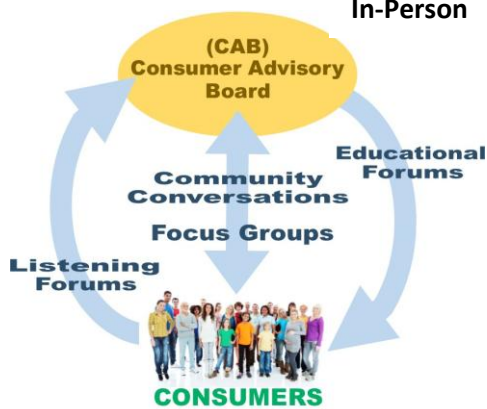 In-Person
(CAB)
Consumer Advisory
Board
Educational
Forums
Community
Conversations
Focus Groups
Listening
Forums
CONSUMERS